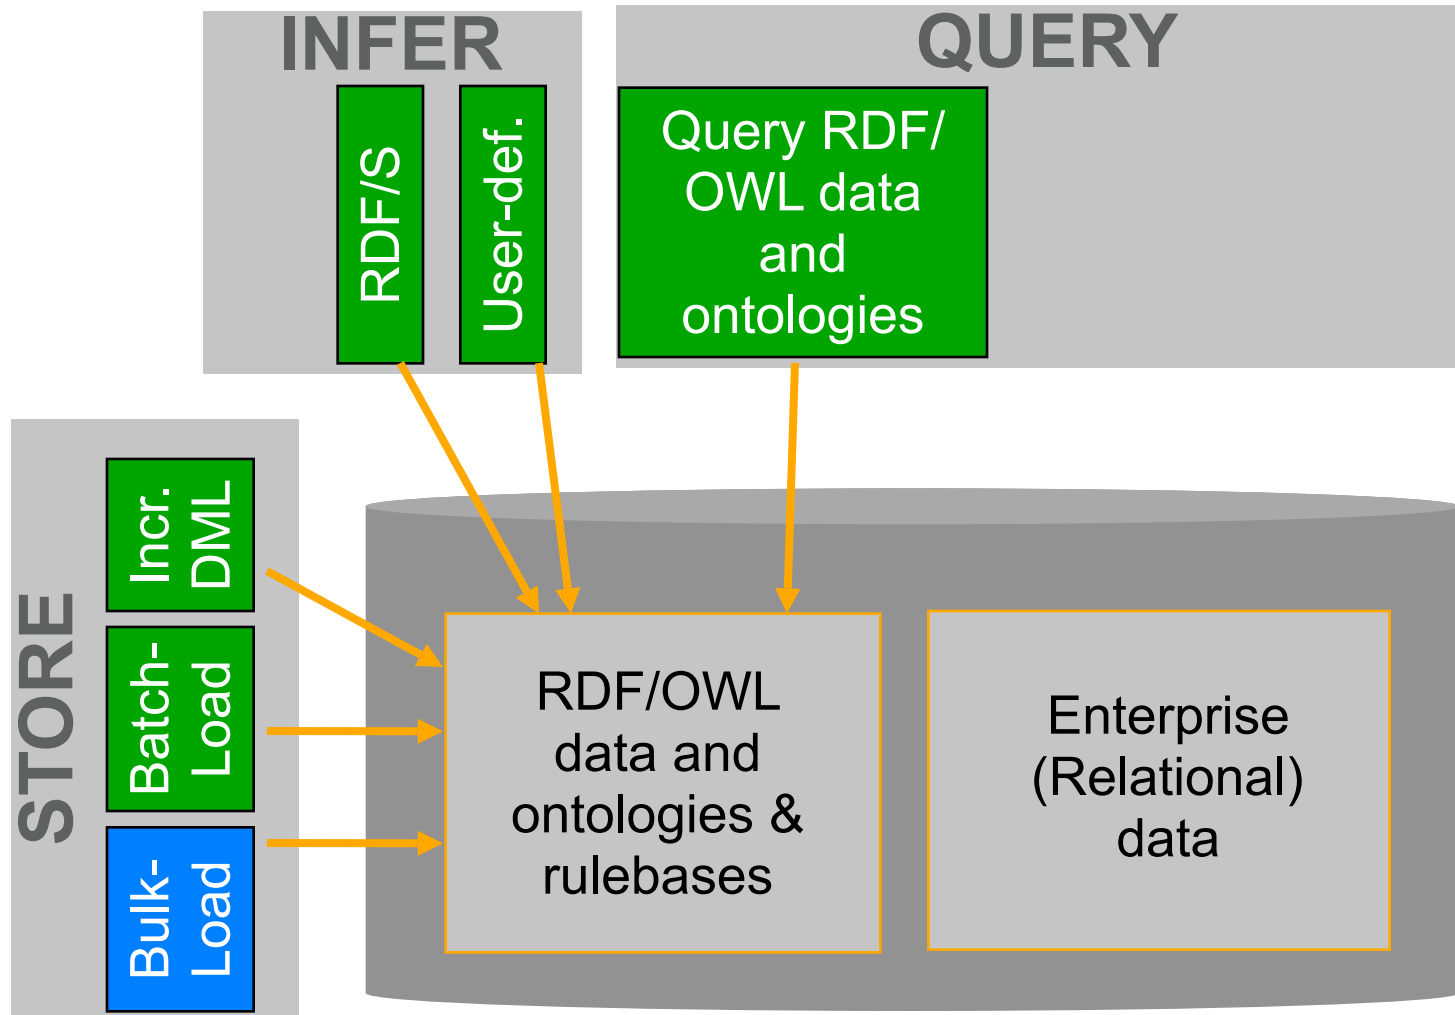 INFER
RDF/S
User-def.
QUERY
Query RDF/
OWL data
and
ontologies
STORE
Incr.
DML
Batch-
Load
Bulk-
Load
RDF/OWL
data and
ontologies &
rulebases
Enterprise
(Relational)
data